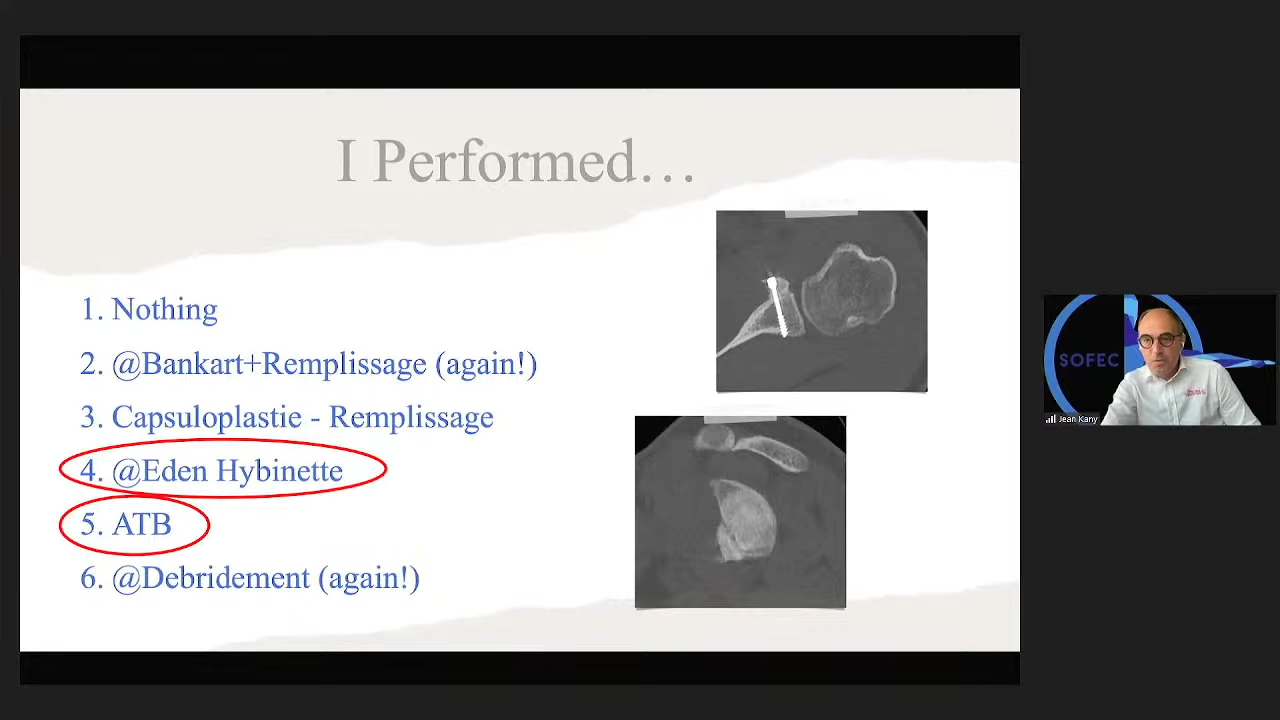 I Performed…
1. Nothing
2. @Bankart+Remplissage (again!)
3. Capsuloplastie - Remplissage
4. @Eden Hybinette
5. ATB
6. @Debridement (again!)
SOFEC
Jean Kany